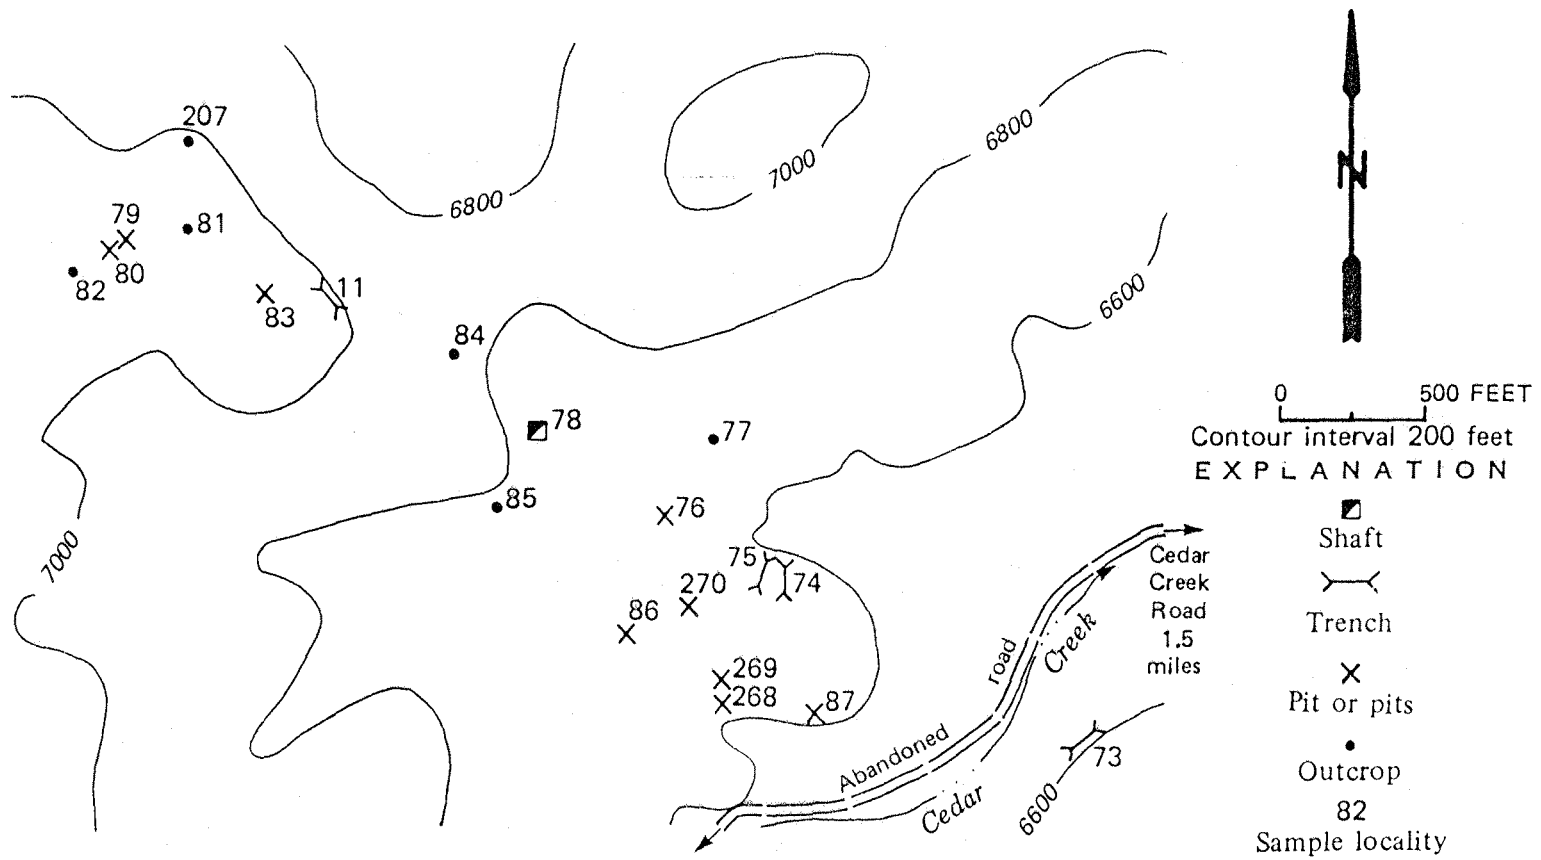 207
79
81
80
82
83
11
6800
7000
6800
6600
84
78
77
85
76
7000
75
74
270
86
269
268
87
73
6600
road
Creek
Abandoned
Cedar
Cedar
Creek
Road
1.5
miles
N
0 500 FEET
Contour interval 200 feet
EXPLANATION
Shaft
Trench
Pit or pits
Outcrop
82
Sample locality